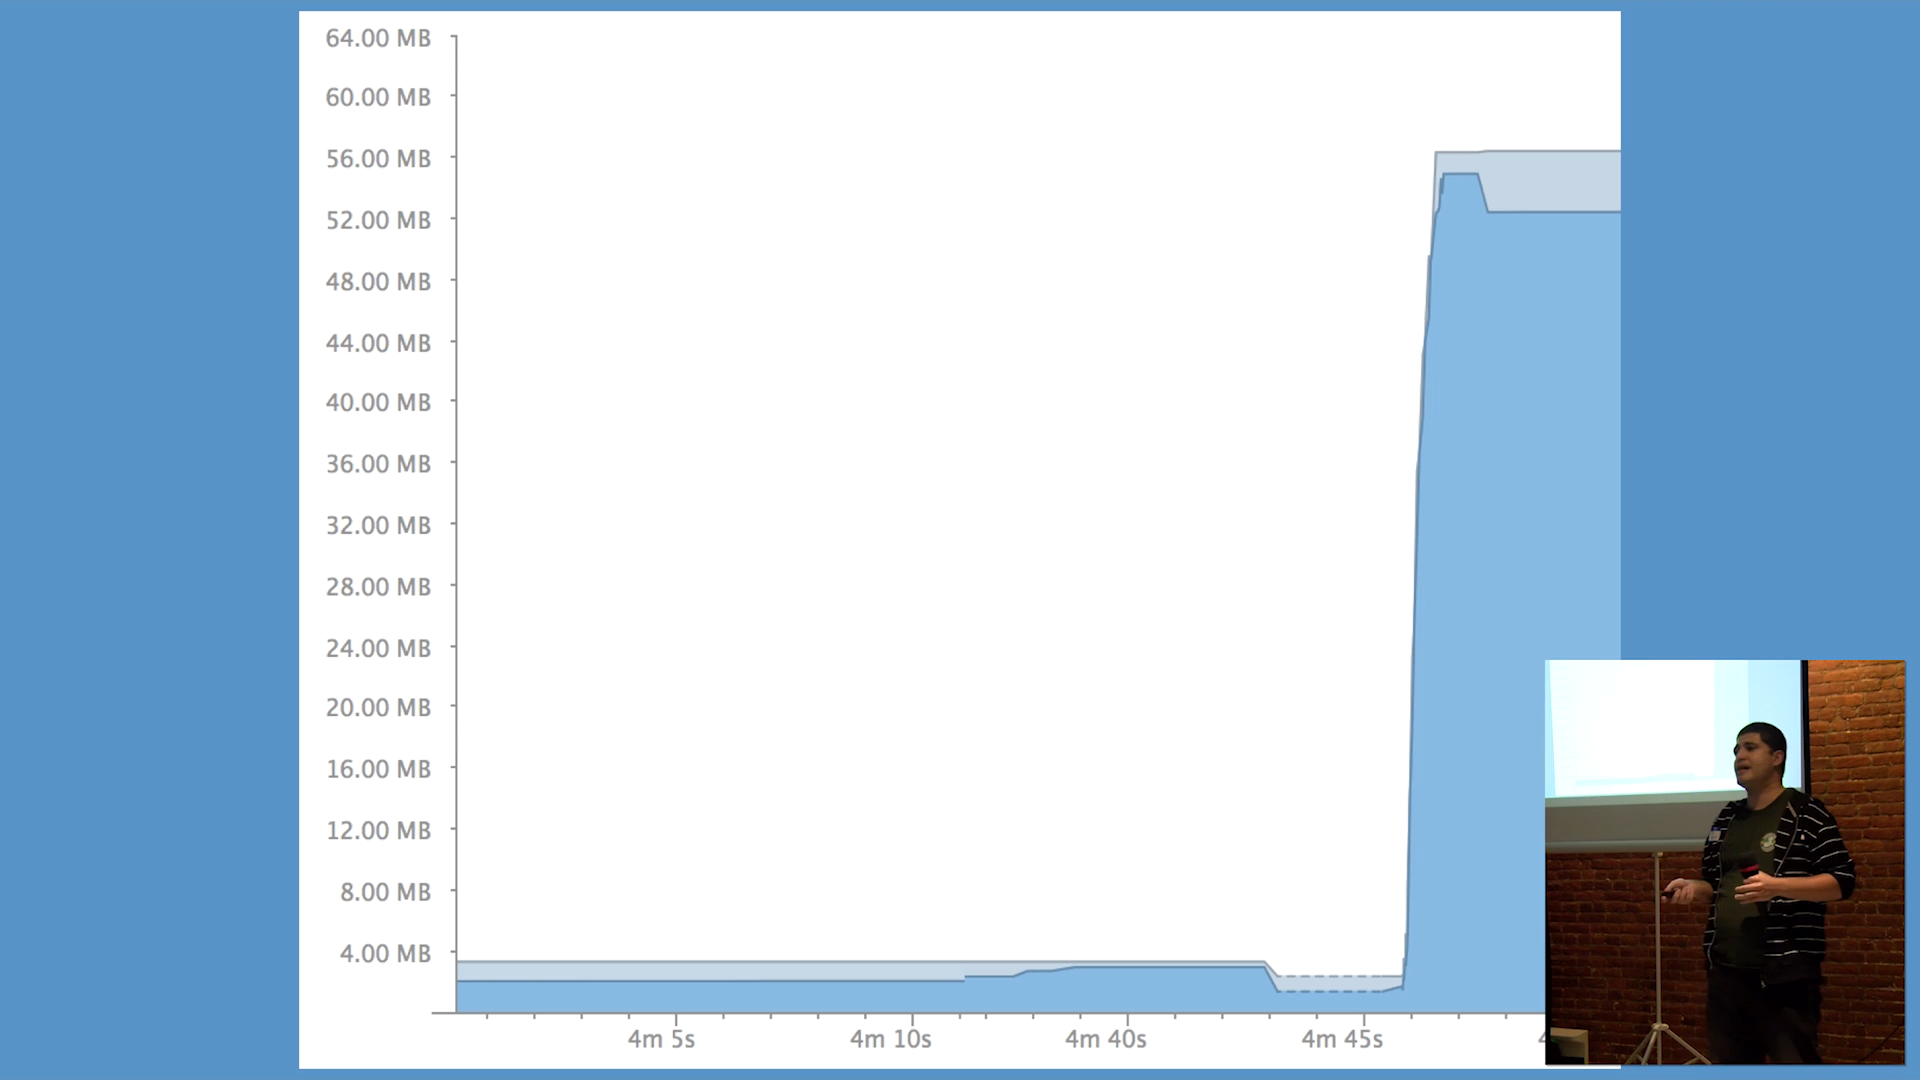 64.00 MB
60.00 MB
56.00 MB
52.00 MB
48.00 MB
44.00 MB
40.00 MB
36.00 MB
32.00 MB
28.00 MB
24.00 MB
20.00 MB
16.00 MB
12.00 MB
8.00 MB
4.00 MB
4m 5s 4m 10s 4m 40s 4m 45s